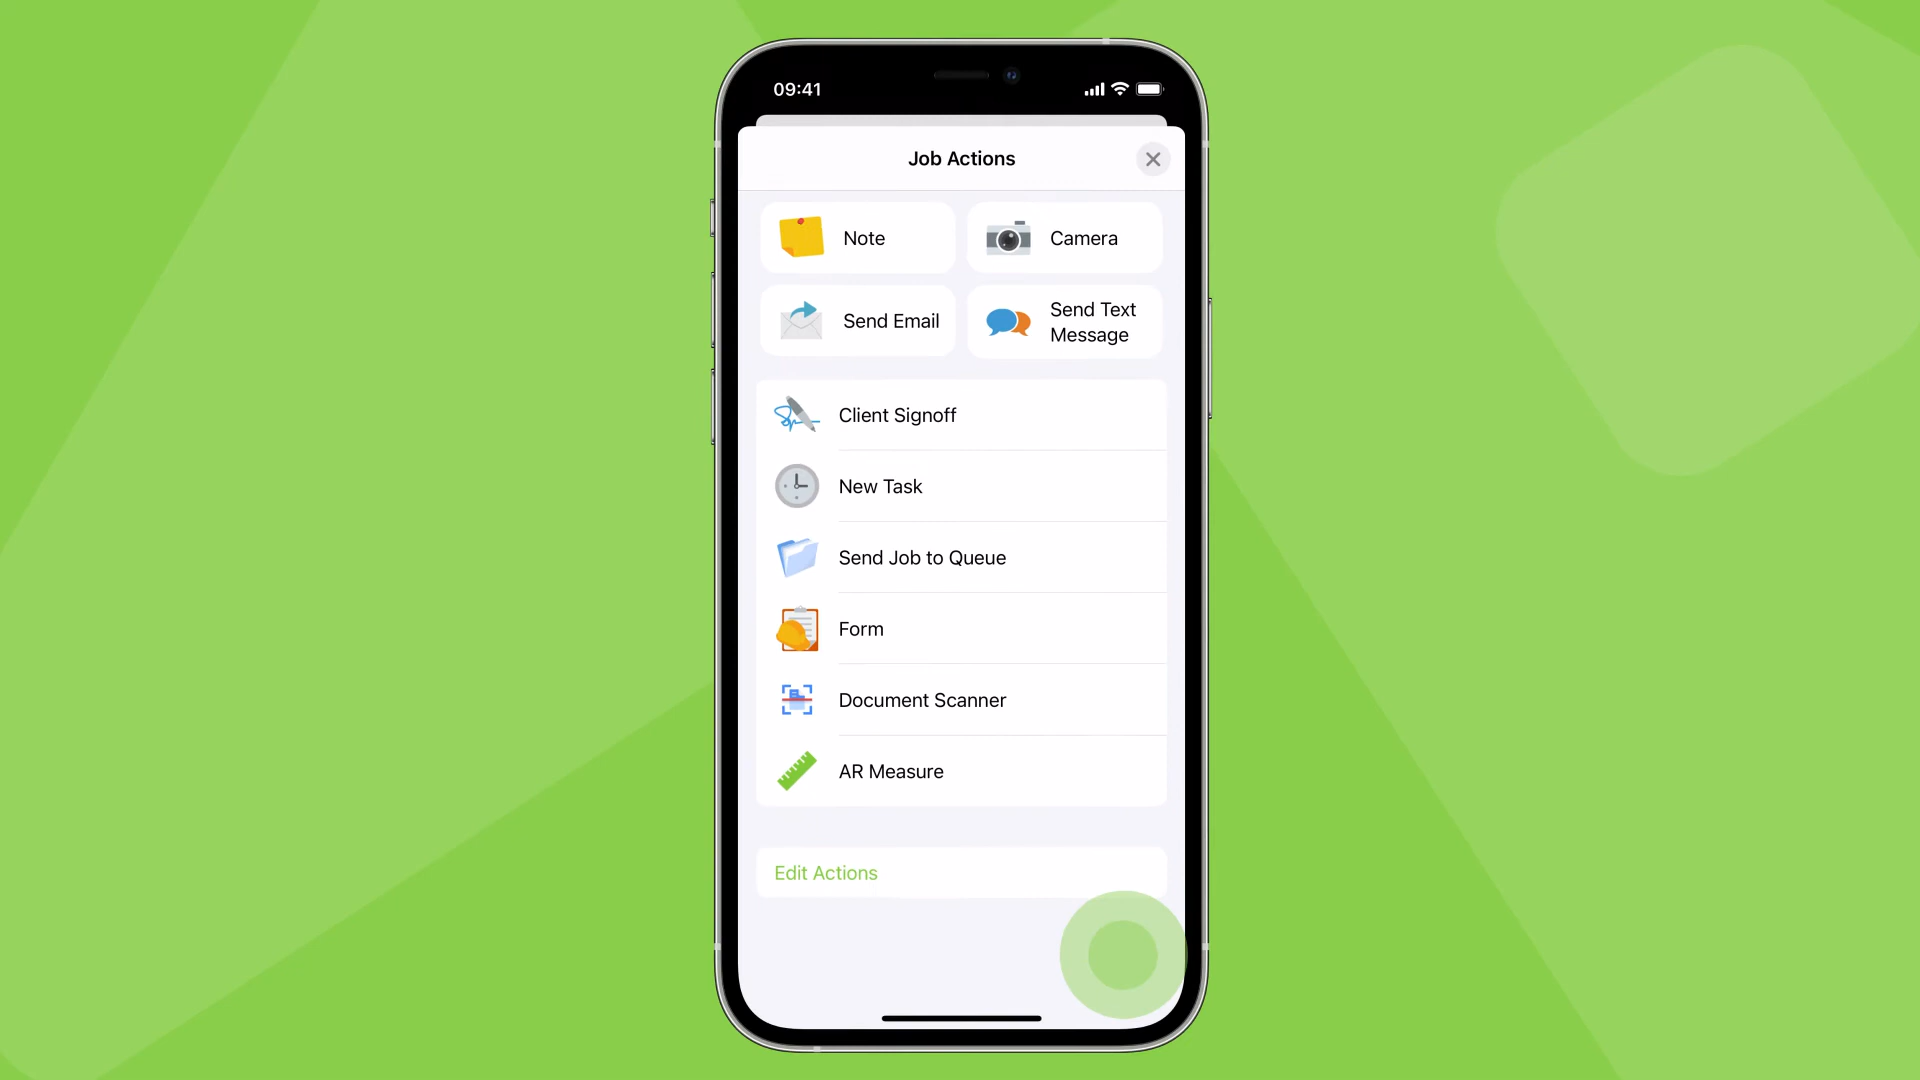 09:41
Job Actions
Note
Camera
Send Email
Send Text
Message
Client Signoff
New Task
Send Job to Queue
Form
Document Scanner
AR Measure
Edit Actions